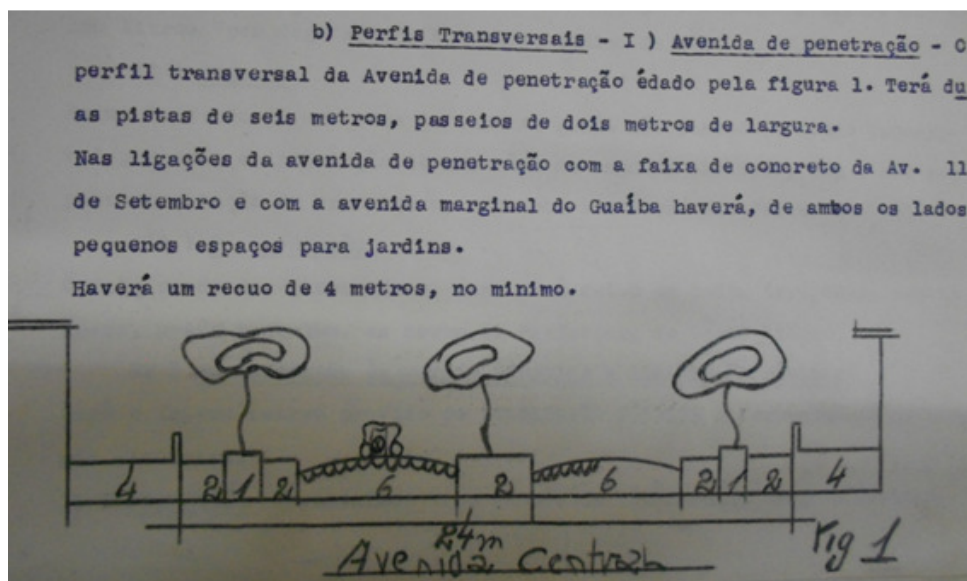 b) Perfis Transversais - I ) Avenida de penetração - O
perfil transversal da Avenida de penetração édado pela figura 1. Terá du
as pistas de seis metros, passeios de dois metros de largura.
Nas ligações da avenida de penetração com a faixa de concreto da Av. 11
de Setembro e com a avenida marginal do Guaíba haverá, de ambos os lados
pequenos espaços para jardins.
Haverá um recuo de 4 metros, no minimo.
4 2 1 2 6 2 6 2 1 2 4
24m
Avenida Central
Fig 1